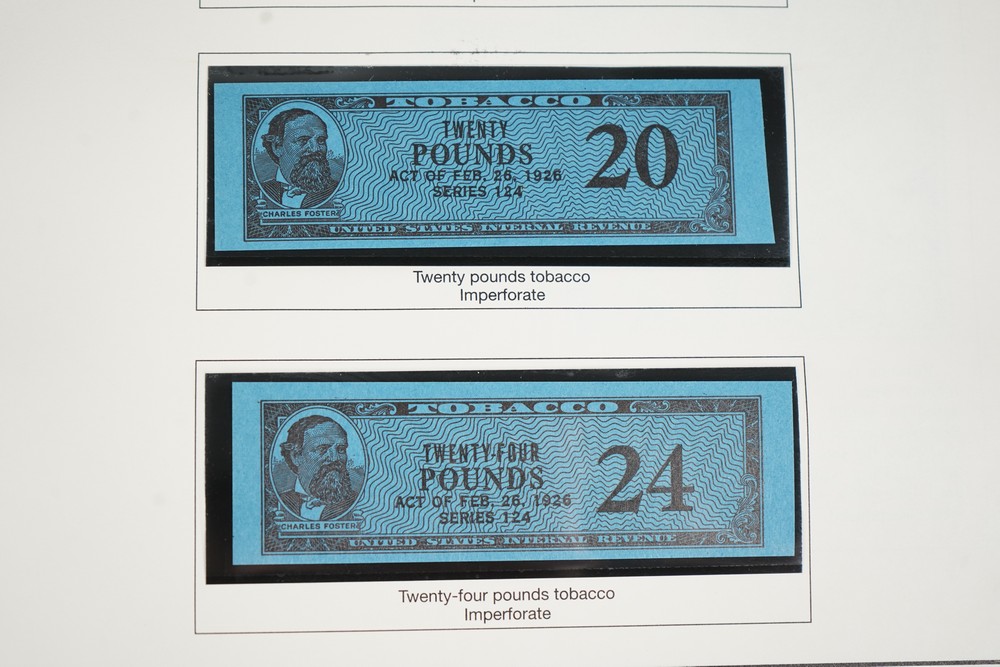 TOBACCO
TWENTY
POUNDS
20
ACT OF FEB. 26, 1926
SERIES 124
CHARLES FOSTER
UNITED STATES INTERNAL REVENUE
Twenty pounds tobacco
Imperforate
TOBACCO
TWENTY-FOUR
POUNDS
24
ACT OF FEB. 26, 1926
SERIES 124
CHARLES FOSTER
UNITED STATES INTERNAL REVENUE
Twenty-four pounds tobacco
Imperforate